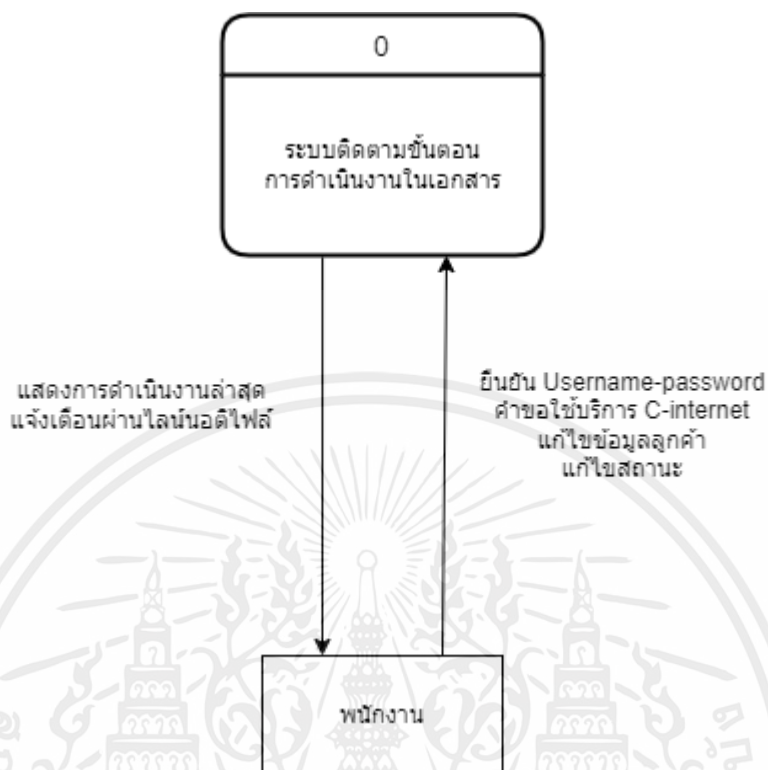 0
ระบบติดตามขั้นตอน
การดำเนินงานในเอกสาร
แสดงการดำเนินงานล่าสุด
แจ้งเตือนผ่านไลน์นอติไฟล์
ยืนยัน Username-password
คำขอใช้บริการ C-internet
แก้ไขข้อมูลลูกค้า
แก้ไขสถานะ
พนักงาน